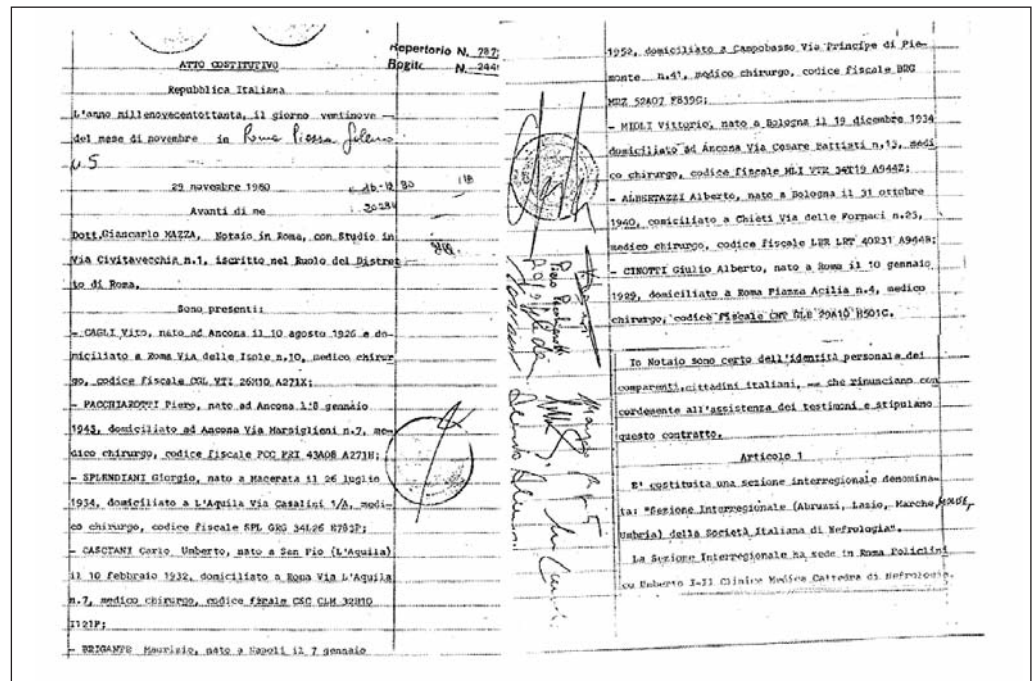 Repertorio N. 787
ATTO COSTITUTIVO
Rogito N. 244
Repubblica Italiana
L'anno millenovecentottanta, il giorno ventinove
del mese di novembre in Roma Piazza
n. 5
29 novembre 1980
Avanti di me
Dott. Giancarlo MAZZA, Notaio in Roma, con Studio in
Via Civitavecchia n.1, iscritto nel Ruolo del Distret
to di Roma,
Sono presenti:
- CAGLI Vito, nato ad Ancona il 10 agosto 1926 e do-
miciliato a Roma Via delle Isole n.10, medico chirur
go, codice fiscale CGL VTI 26M10 A271X;
- PACCHIAROTTI Piero, nato ad Ancona l'8 gennaio
1943, domiciliato ad Ancona Via Marsigliani n.7, me-
dico chirurgo, codice fiscale PCC PRI 43A08 A271H;
- SPLENDIANI Giorgio, nato a Macerata il 26 luglio
1934, domiciliato a L'Aquila Via Casalini 1/A, medi-
co chirurgo, codice fiscale SPL GRG 34L26 E783P;
- CASCIANI Carlo Umberto, nato a San Pio (L'Aquila)
il 10 febbraio 1932, domiciliato a Roma Via L'Aquila
n.7, medico chirurgo, codice fiscale CSC CLM 32B10
I121P;
- BRIGANTE Maurizio, nato a Napoli il 7 gennaio
1952, domiciliato a Campobasso Via Principe di Pie-
monte n.41, medico chirurgo, codice fiscale BRG
MRZ 52A07 F839G;
- MIOLI Vittorio, nato a Bologna il 19 dicembre 1934
domiciliato ad Ancona Via Cesare Battisti n.13, medi
co chirurgo, codice fiscale MLI VTR 34T19 A944Z;
- ALBERTAZZI Alberto, nato a Bologna il 31 ottobre
1940, domiciliato a Chieti Via delle Fornaci n.25,
medico chirurgo, codice fiscale LBR LRT 40R31 A944B;
- CINOTTI Giulio Alberto, nato a Roma il 10 gennaio
1929, domiciliato a Roma Piazza Acilia n.4, medico
chirurgo, codice fiscale CNT GLE 29A10 H501C.
Io Notaio sono certo dell'identità personale dei
comparenti, cittadini italiani, che rinunciano con
cordemente all'assistenza dei testimoni e stipulano
questo contratto.
Articolo 1
E' costituita una sezione interregionale denomina-
ta: "Sezione Interregionale (Abruzzi, Lazio, Marche, MOLISE,
Umbria) della Società Italiana di Nefrologia".
La Sezione Interregionale ha sede in Roma Policlini
co Umberto I-II Clinica Medica Cattedra di Nefrologia.